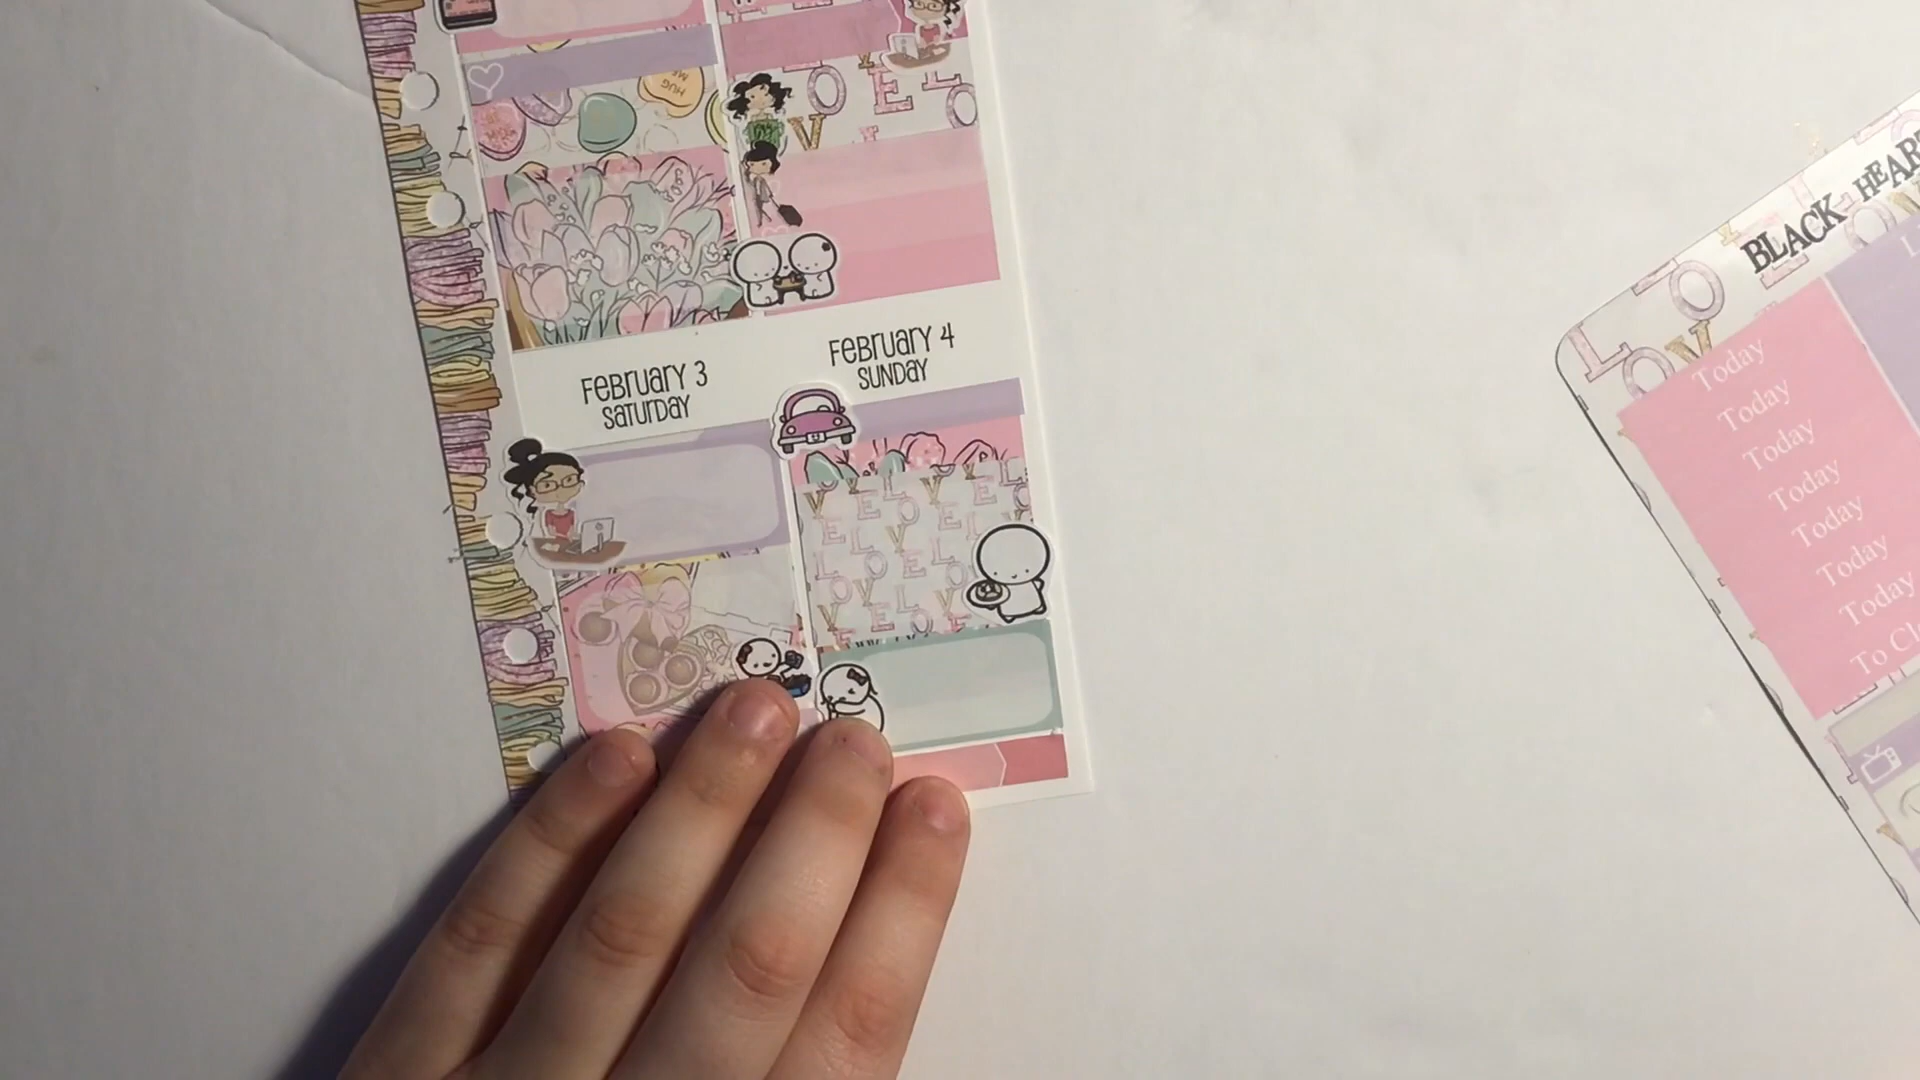 HUG ME
LOVE
FEBRUARY 3
SATURDAY
FEBRUARY 4
SUNDAY
BLACK HEAR
Today
Today
Today
Today
Today
Today
Today
To Cl